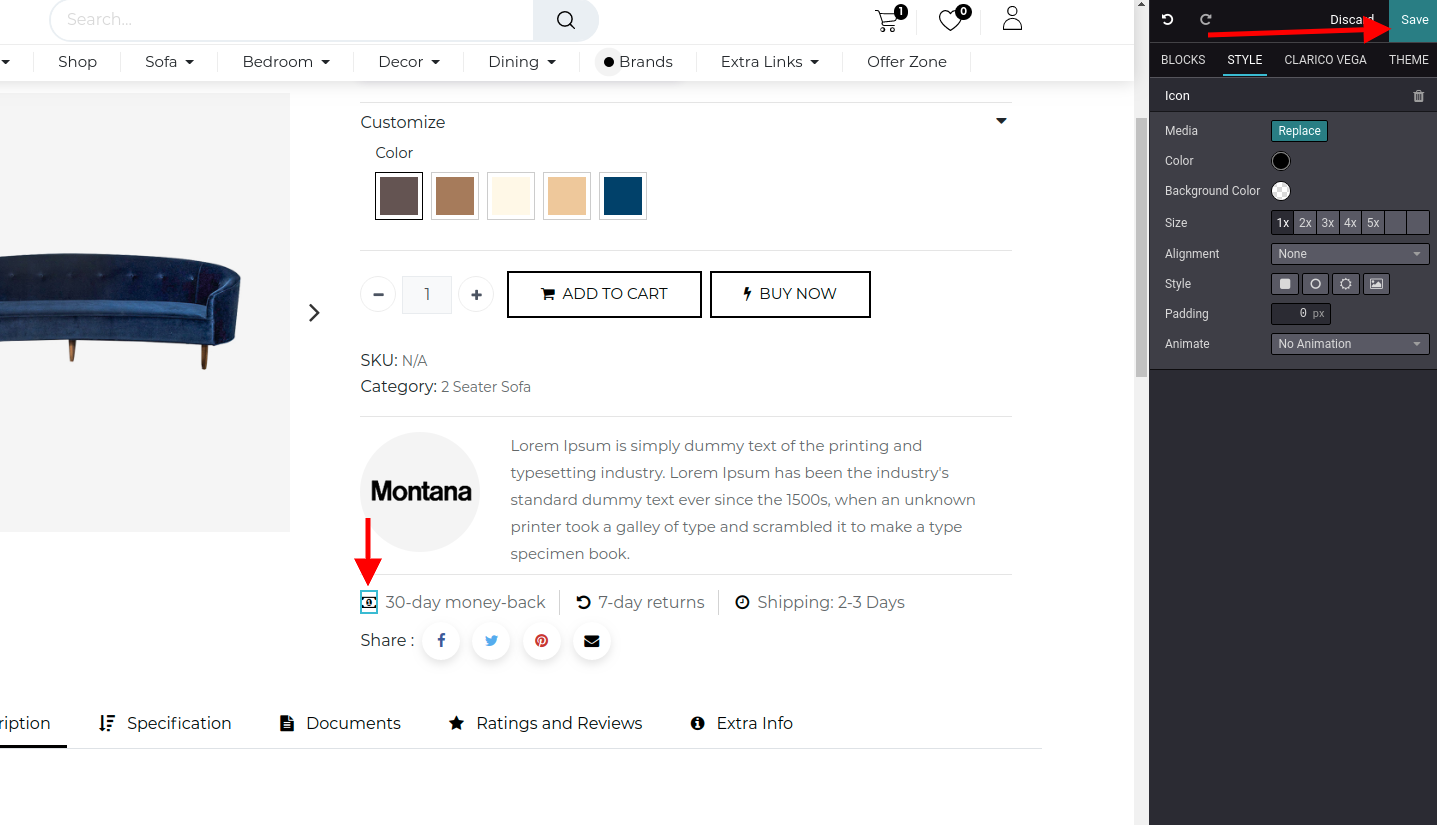 Search...
1
0
Discard
Save
Shop
Sofa
Bedroom
Decor
Dining
Brands
Extra Links
Offer Zone
BLOCKS
STYLE
CLARICO VEGA
THEME
Icon
Media
Replace
Color
Background Color
Size
1x
2x
3x
4x
5x
Alignment
None
Style
Padding
0 px
Animate
No Animation
Customize
Color
1
ADD TO CART
BUY NOW
SKU: N/A
Category: 2 Seater Sofa
Montana
Lorem Ipsum is simply dummy text of the printing and
typesetting industry. Lorem Ipsum has been the industry's
standard dummy text ever since the 1500s, when an unknown
printer took a galley of type and scrambled it to make a type
specimen book.
30-day money-back
7-day returns
Shipping: 2-3 Days
Share :
ription
Specification
Documents
Ratings and Reviews
Extra Info